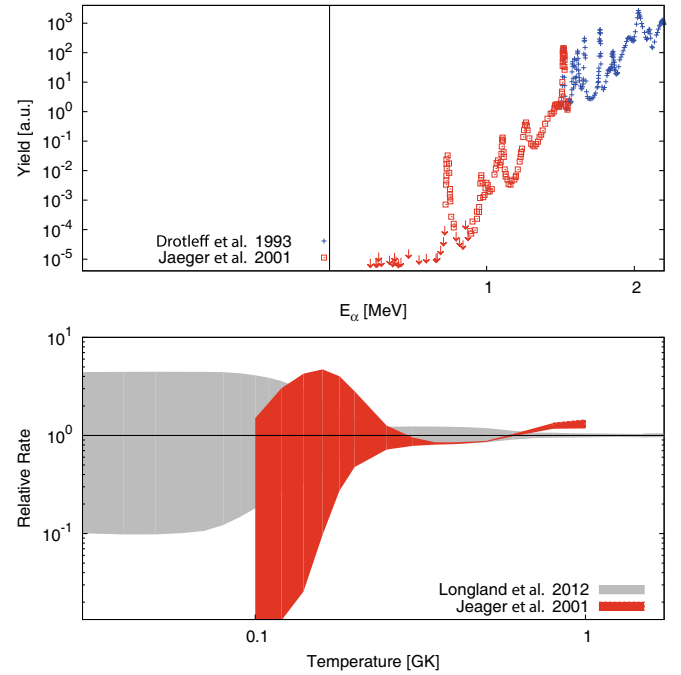 10^3
10^2
10^1
10^0
10^-1
10^-2
10^-3
10^-4
10^-5
Yield [a.u.]
Drotleff et al. 1993
Jaeger et al. 2001
1
2
E_α [MeV]
10^1
10^0
10^-1
Relative Rate
Longland et al. 2012
Jeager et al. 2001
0.1
1
Temperature [GK]